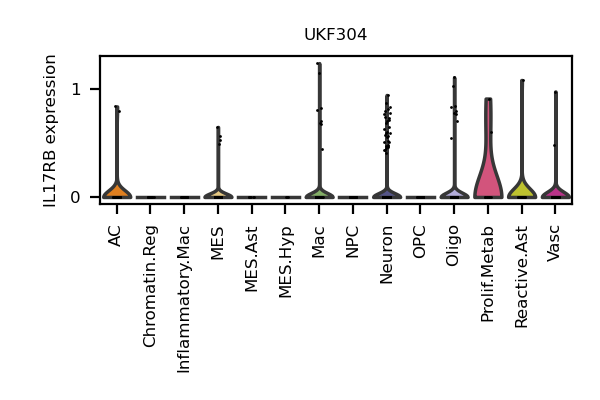 UKF304
IL17RB expression
1
0
AC
Chromatin.Reg
Inflammatory.Mac
MES
MES.Ast
MES.Hyp
Mac
NPC
Neuron
OPC
Oligo
Prolif.Metab
Reactive.Ast
Vasc